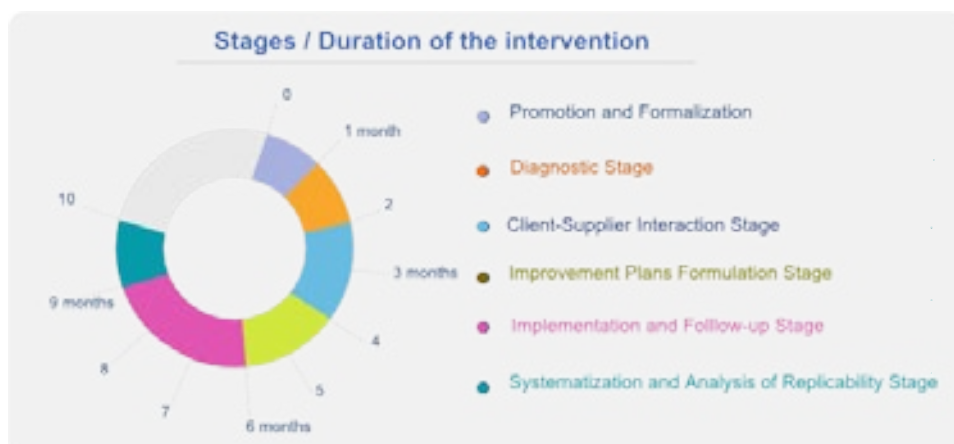 Stages / Duration of the intervention
0
1 month
2
3 months
4
5
6 months
7
8
9 months
10
Promotion and Formalization
Diagnostic Stage
Client-Supplier Interaction Stage
Improvement Plans Formulation Stage
Implementation and Folllow-up Stage
Systematization and Analysis of Replicability Stage